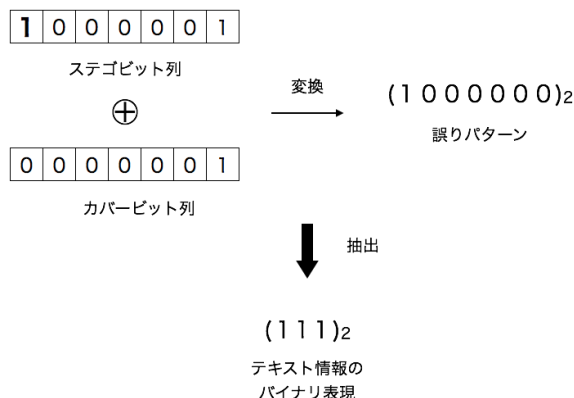 1 0 0 0 0 0 1
ステゴビット列
⊕
変換
(1 0 0 0 0 0 0)2
誤りパターン
0 0 0 0 0 0 1
カバービット列
抽出
(1 1 1)2
テキスト情報の
バイナリ表現